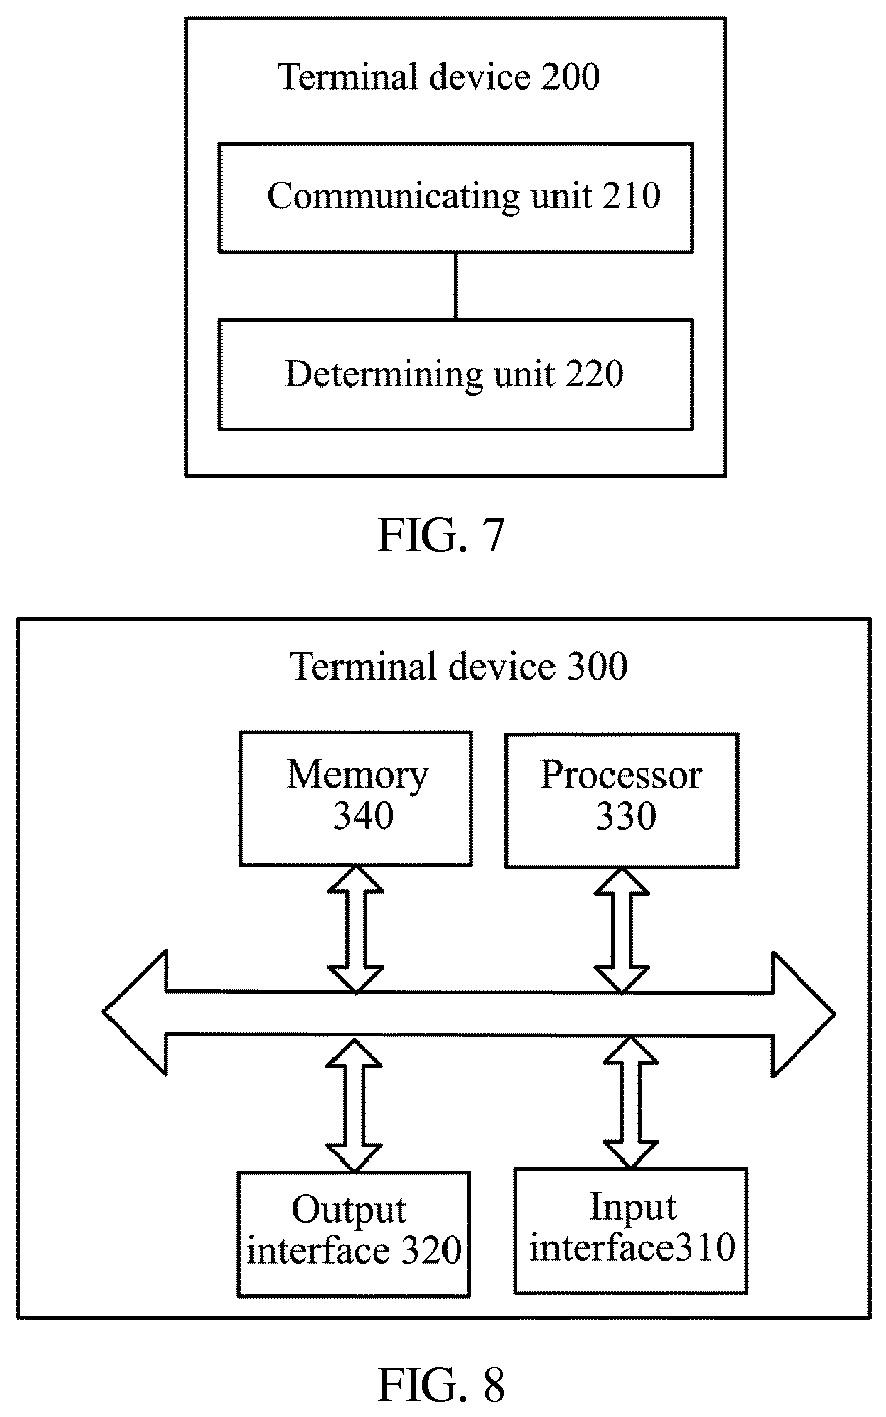 Terminal device 200
Communicating unit 210
Determining unit 220
FIG. 7
Terminal device 300
Memory
340
Processor
330
Output
interface 320
Input
interface310
FIG. 8